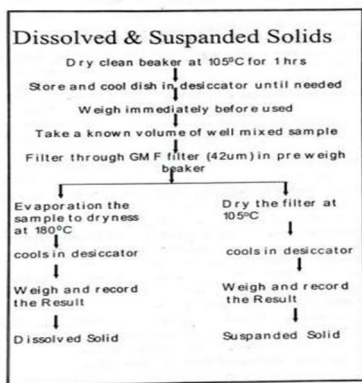 Dissolved & Suspanded Solids
Dry clean beaker at 105ºC for 1 hrs
Store and cool dish in desiccator until needed
Weigh immediately before used
Take a known volume of well mixed sample
Filter through GMF filter (42um) in pre weigh
beaker
Evaporation the
sample to dryness
at 180ºC
cools in desiccator
Weigh and record
the Result
Dissolved Solid
Dry the filter at
105ºC
cools in desiccator
Weigh and record
the Result
Suspanded Solid